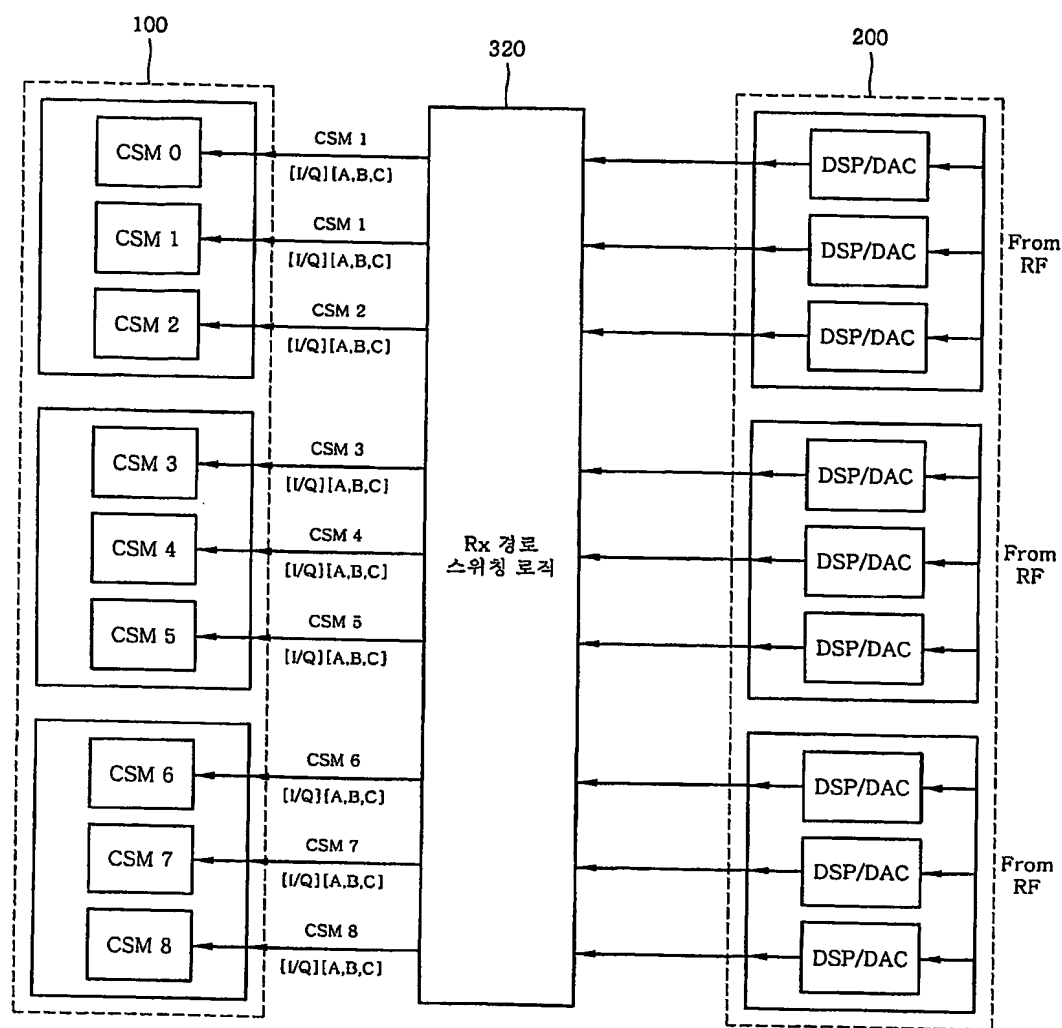 100
320
200
CSM 0
CSM 1
[I/Q][A,B,C]
DSP/DAC
CSM 1
CSM 1
[I/Q][A,B,C]
DSP/DAC
From
RF
CSM 2
CSM 2
[I/Q][A,B,C]
DSP/DAC
CSM 3
CSM 3
[I/Q][A,B,C]
DSP/DAC
CSM 4
CSM 4
[I/Q][A,B,C]
Rx 경로
스위칭 로직
DSP/DAC
From
RF
CSM 5
CSM 5
[I/Q][A,B,C]
DSP/DAC
CSM 6
CSM 6
[I/Q][A,B,C]
DSP/DAC
CSM 7
CSM 7
[I/Q][A,B,C]
DSP/DAC
From
RF
CSM 8
CSM 8
[I/Q][A,B,C]
DSP/DAC